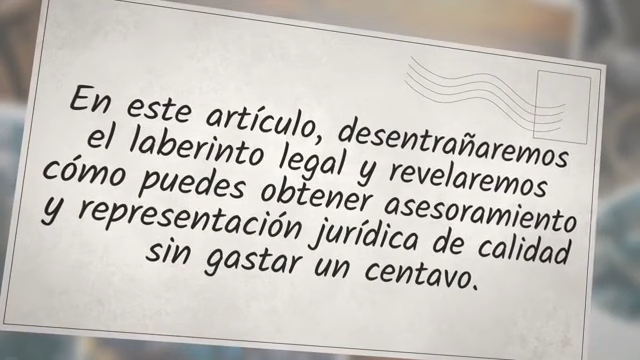 En este artículo, desentrañaremos
el laberinto legal y revelaremos
cómo puedes obtener asesoramiento
y representación jurídica de calidad
sin gastar un centavo.